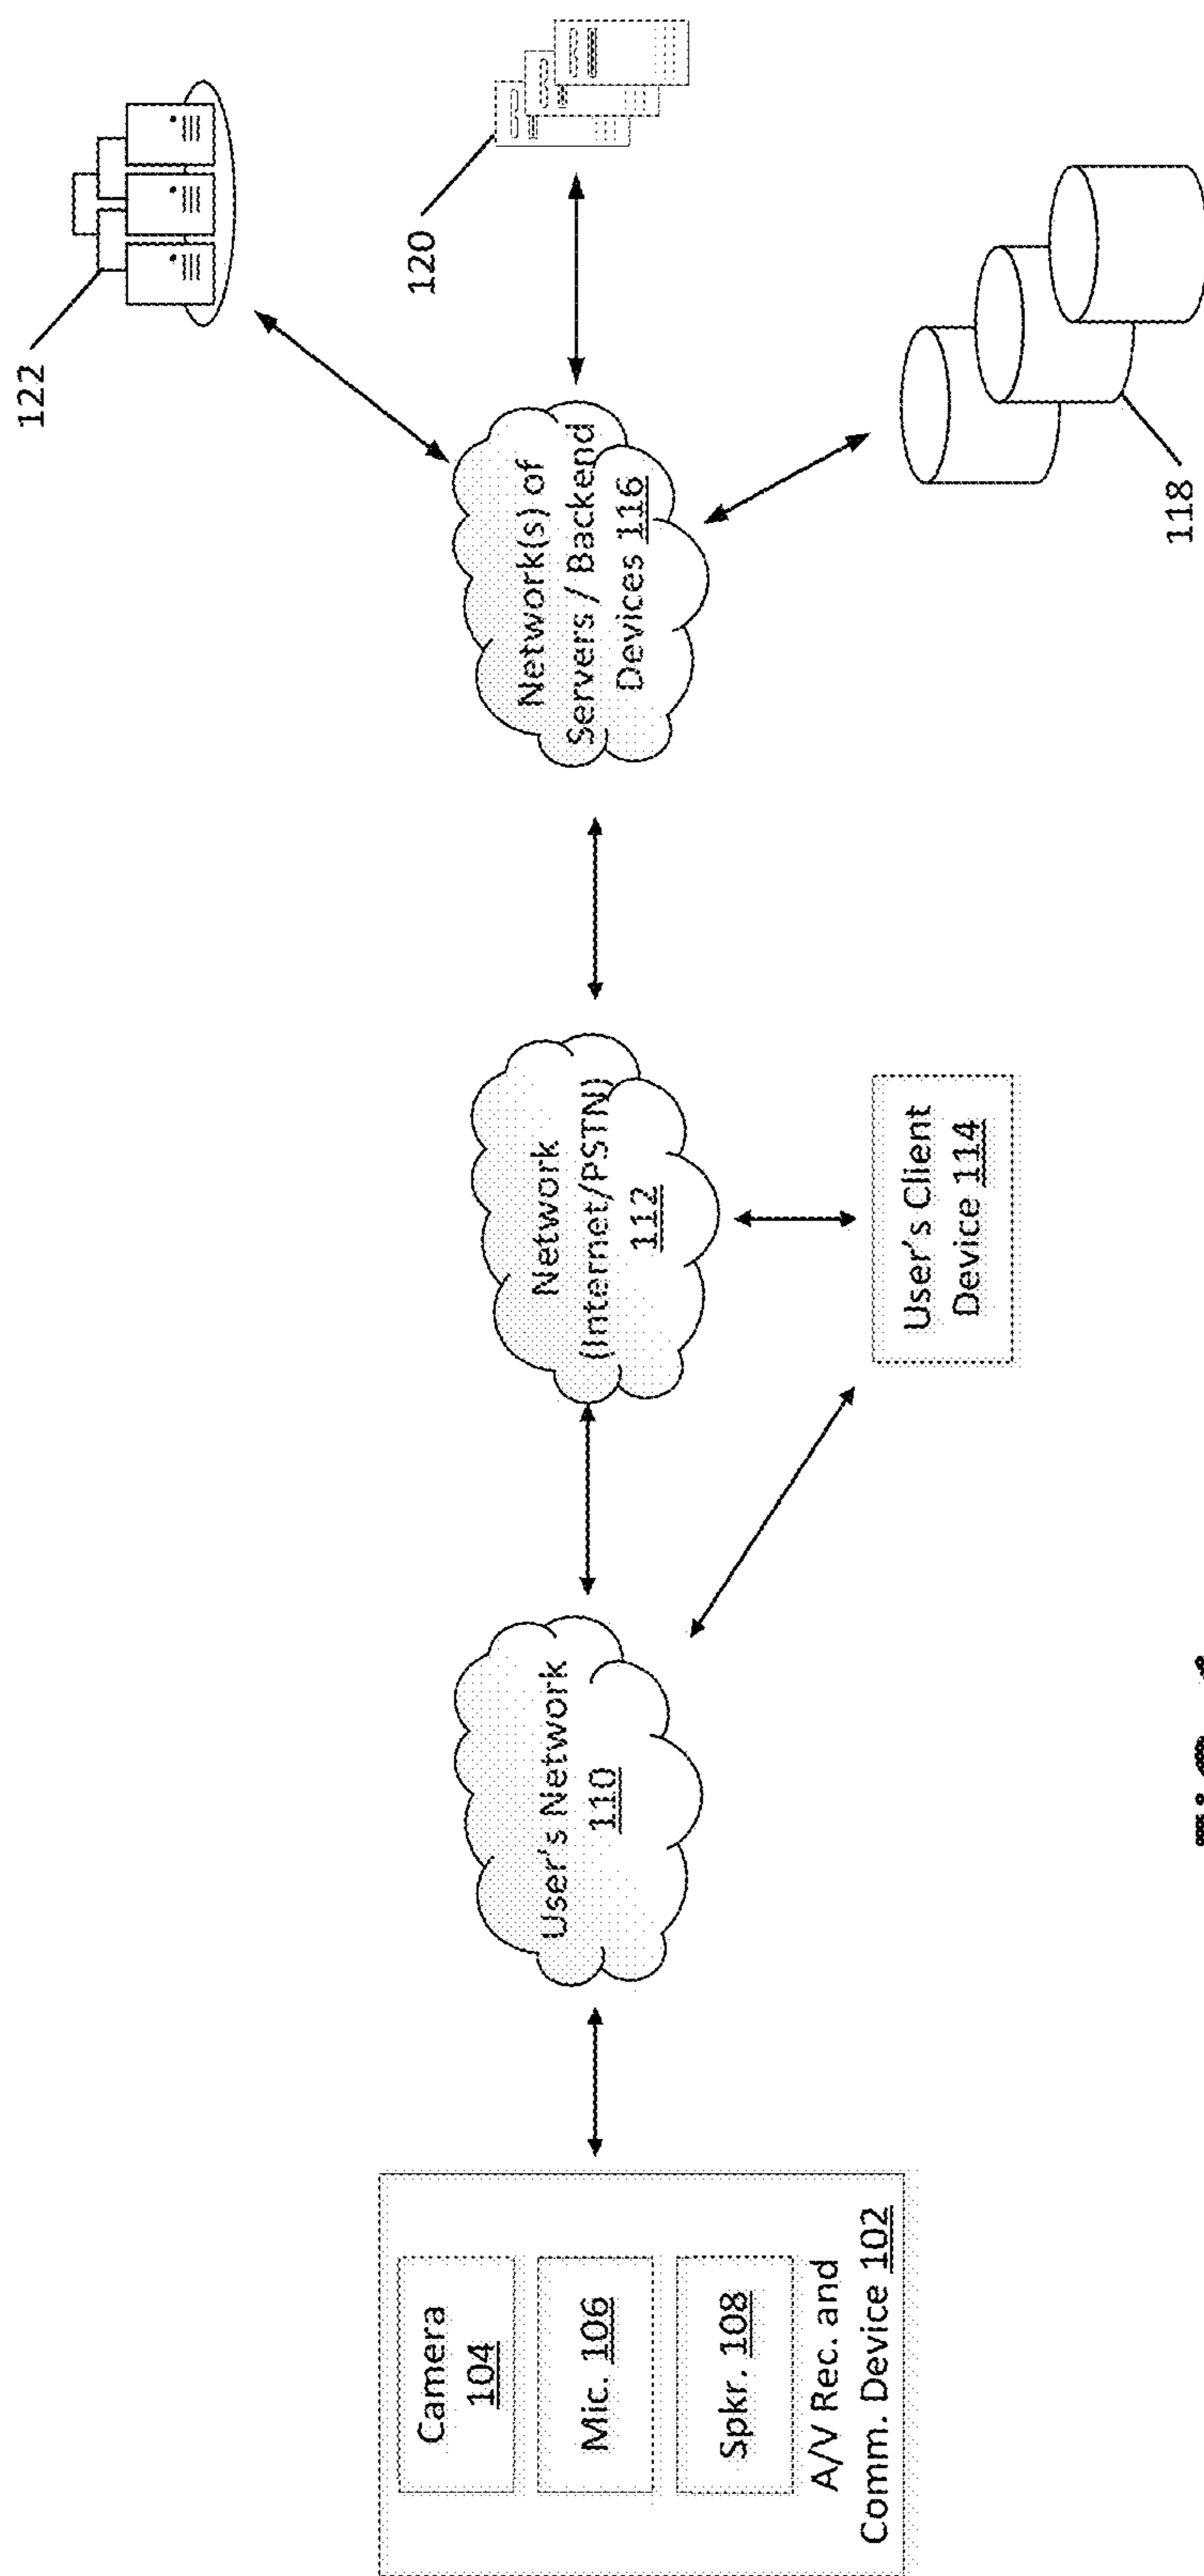 Camera
104
Mic. 106
Spkr. 108
A/V Rec. and
Comm. Device 102
User's Network
110
Network
(Internet/PSTN)
112
User's Client
Device 114
Network(s) of
Servers / Backend
Devices 116
122
120
118